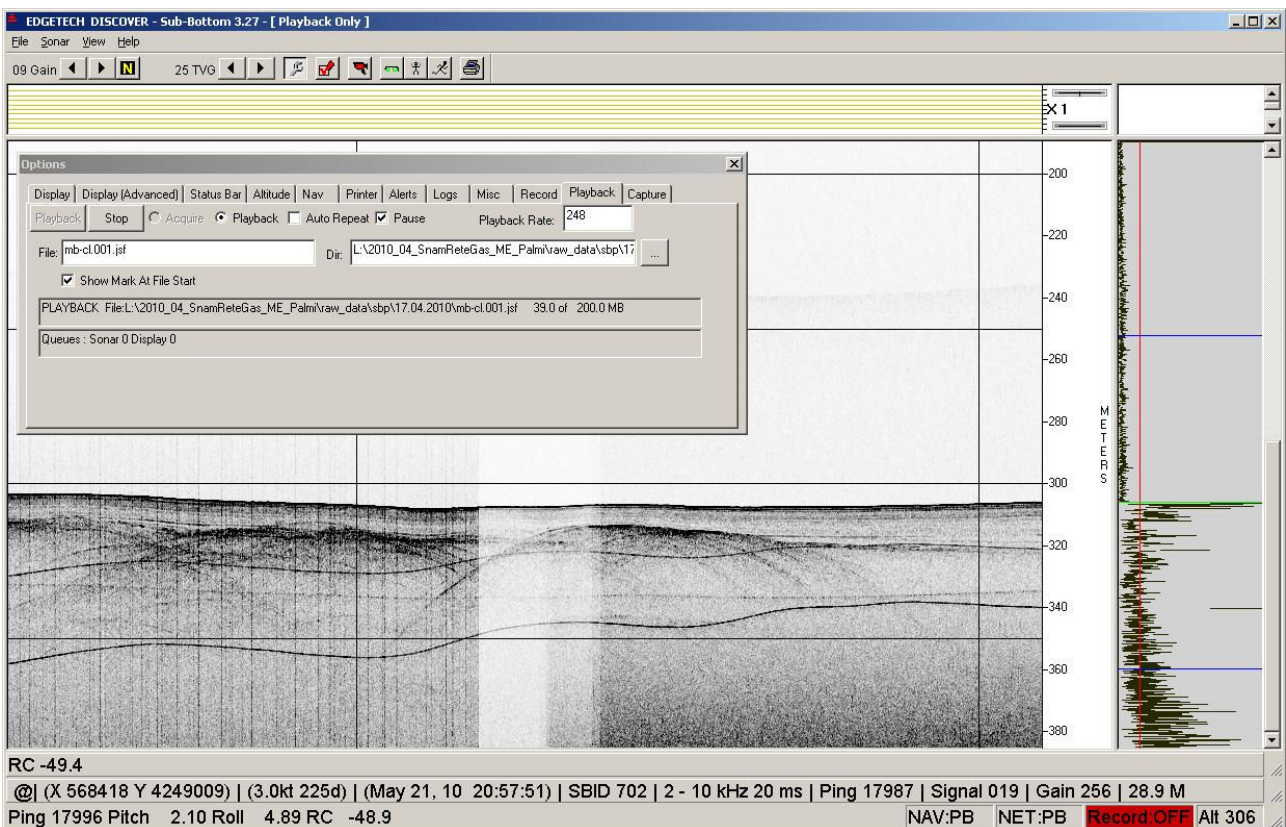 EDGETECH DISCOVER - Sub-Bottom 3.27 - [ Playback Only ]
File Sonar View Help
09 Gain N 25 TVG
X 1
Options
Display Display (Advanced) Status Bar Altitude Nav Printer Alerts Logs Misc Record Playback Capture
Playback Stop Acquire Playback Auto Repeat Pause Playback Rate: 248
File: mb-cl.001.jsf Dir: L:\2010_04_SnamReteGas_ME_Palmi\raw_data\sbp\17 ...
Show Mark At File Start
PLAYBACK File:L:\2010_04_SnamReteGas_ME_Palmi\raw_data\sbp\17.04.2010\mb-cl.001.jsf 39.0 of 200.0 MB
Queues : Sonar 0 Display 0
-200
-220
-240
-260
-280
-300
-320
-340
-360
-380
METERS
RC -49.4
@| (X 568418 Y 4249009) | (3.0kt 225d) | (May 21, 10 20:57:51) | SBID 702 | 2 - 10 kHz 20 ms | Ping 17987 | Signal 019 | Gain 256 | 28.9 M
Ping 17996 Pitch 2.10 Roll 4.89 RC -48.9 NAV:PB NET:PB Record:OFF Alt 306